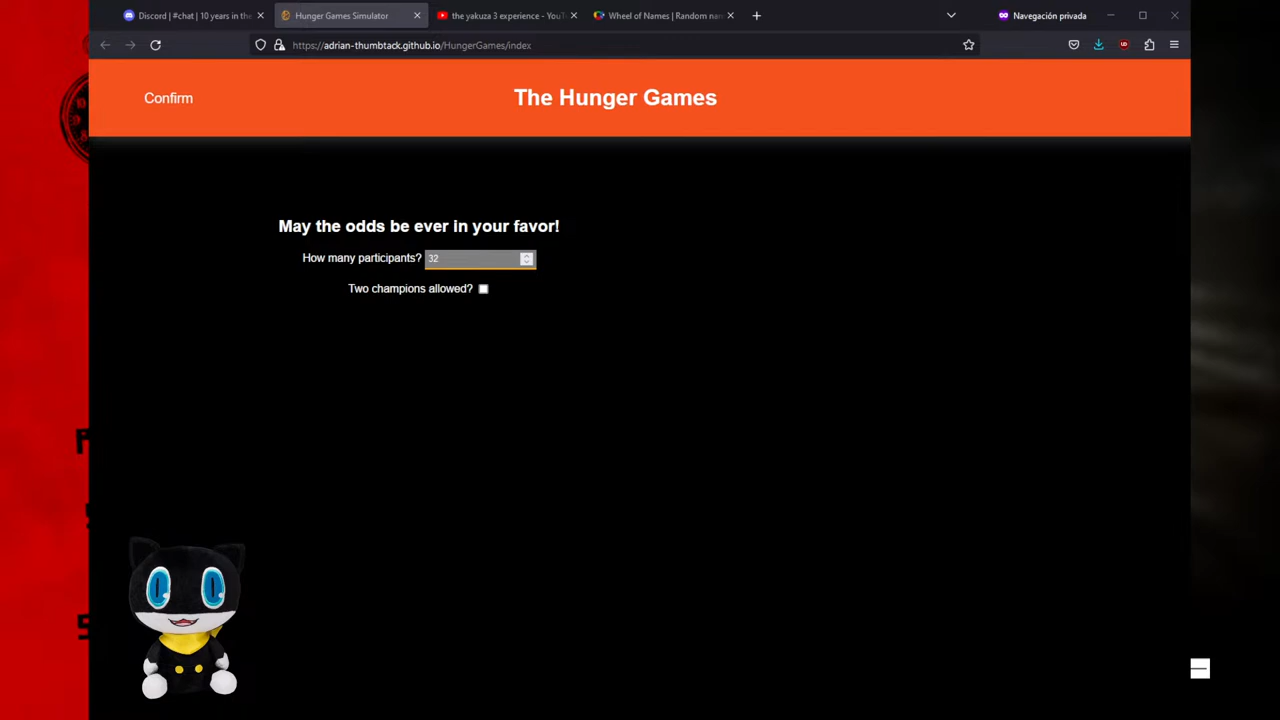 Discord | #chat | 10 years in the
Hunger Games Simulator
the yakuza 3 experience - YouT
Wheel of Names | Random nam
Navegación privada
https://adrian-thumbtack.github.io/HungerGames/index
Confirm
The Hunger Games
May the odds be ever in your favor!
How many participants? 32
Two champions allowed?